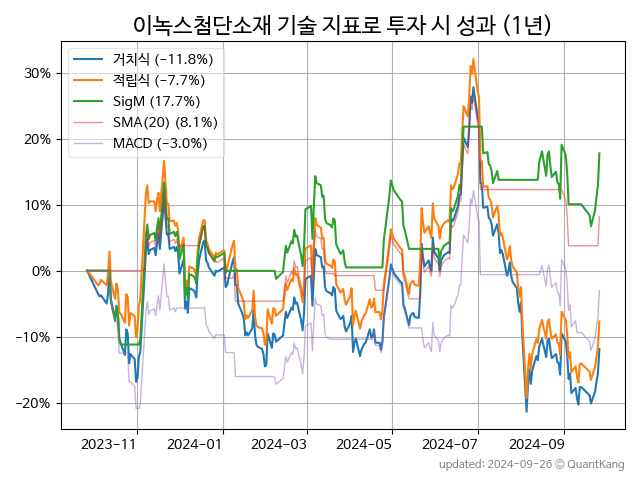 이녹스첨단소재 기술 지표로 투자 시 성과 (1년)
거치식 (−11.8%)
적립식 (−7.7%)
SigM (17.7%)
SMA(20) (8.1%)
MACD (−3.0%)
30%
20%
10%
0%
−10%
−20%
2023-11 2024-01 2024-03 2024-05 2024-07 2024-09
updated: 2024-09-26 © QuantKang